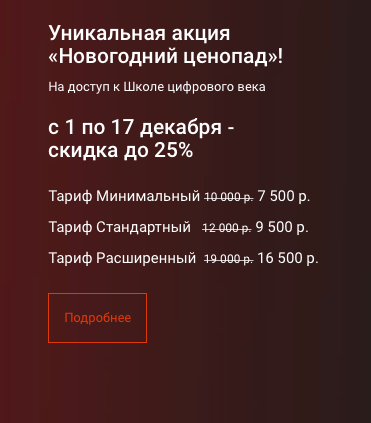 Уникальная акция
«Новогодний ценопад»!
На доступ к Школе цифрового века
с 1 по 17 декабря -
скидка до 25%
Тариф Минимальный 10 000 р. 7 500 р.
Тариф Стандартный 12 000 р. 9 500 р.
Тариф Расширенный 19 000 р. 16 500 р.
Подробнее